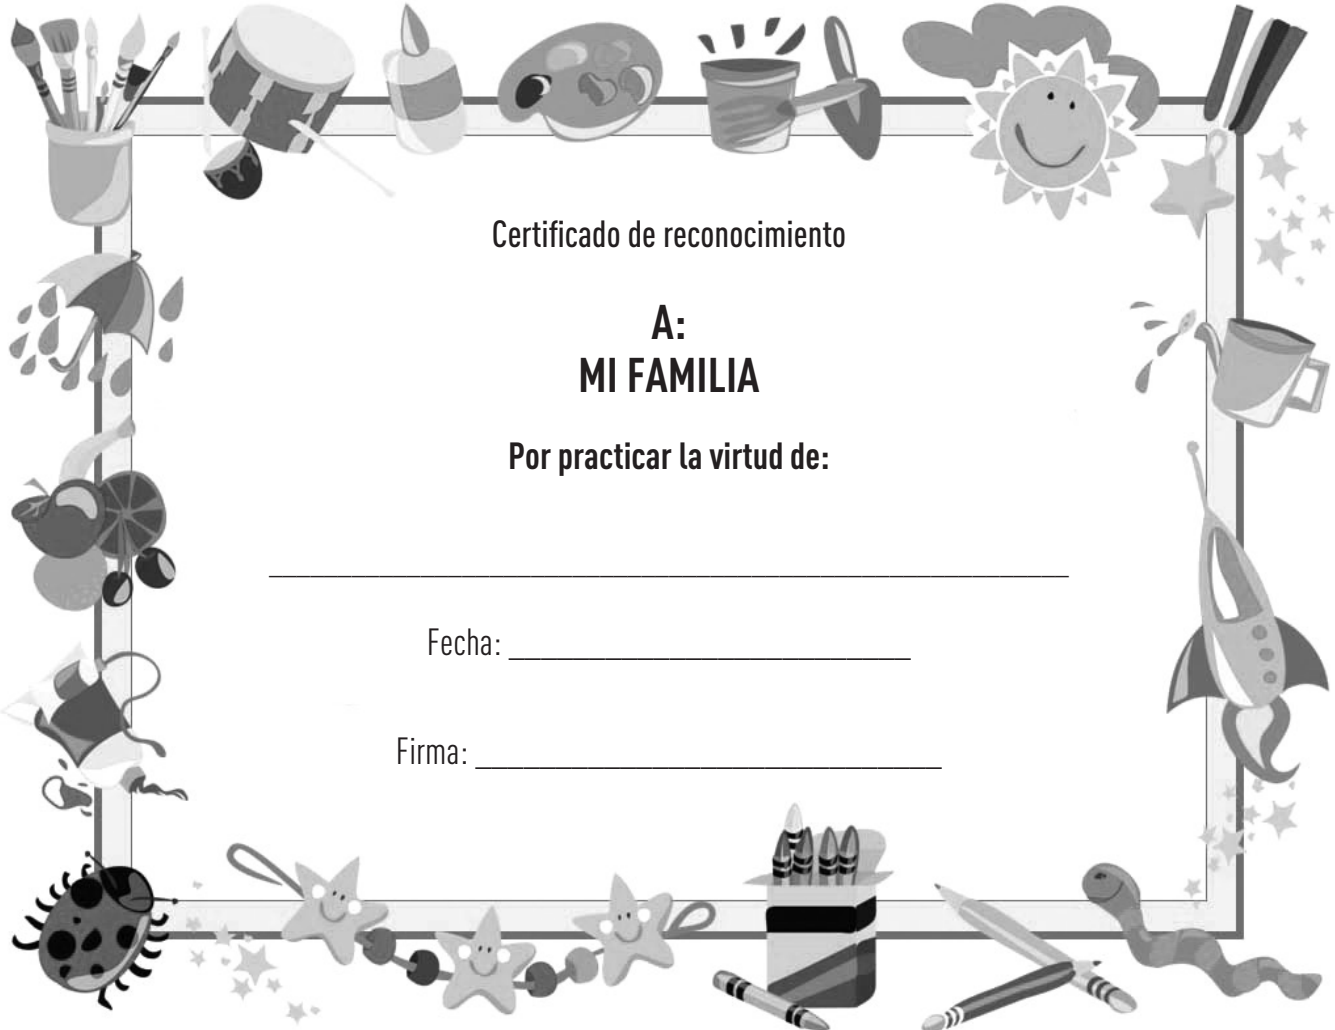 Certificado de reconocimiento
A:
MI FAMILIA
Por practicar la virtud de:
Fecha:
Firma: